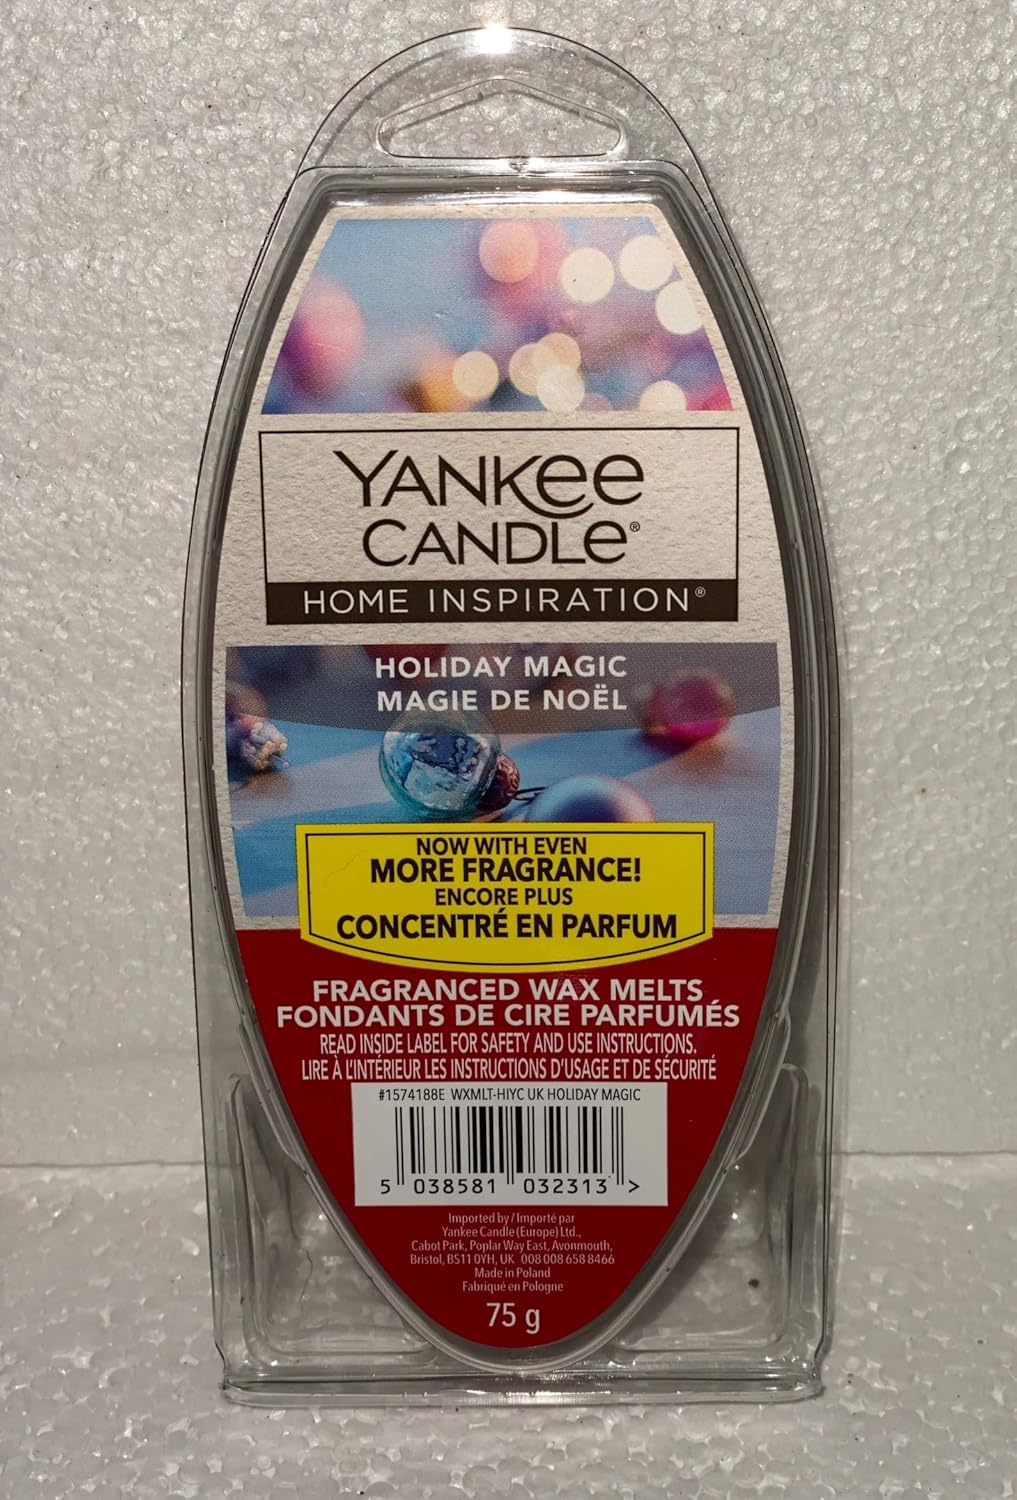 YANKEE
CANDLE®
HOME INSPIRATION®
HOLIDAY MAGIC
MAGIE DE NOËL
NOW WITH EVEN
MORE FRAGRANCE!
ENCORE PLUS
CONCENTRÉ EN PARFUM
FRAGRANCED WAX MELTS
FONDANTS DE CIRE PARFUMÉS
READ INSIDE LABEL FOR SAFETY AND USE INSTRUCTIONS.
LIRE À L'INTÉRIEUR LES INSTRUCTIONS D'USAGE ET DE SÉCURITÉ
#1574188E WXMLT-HIYC UK HOLIDAY MAGIC
5 038581 032313 >
Imported by / Importé par
Yankee Candle (Europe) Ltd.,
Cabot Park, Poplar Way East, Avonmouth,
Bristol, BS11 0YH, UK 008 008 658 8466
Made in Poland
Fabriqué en Pologne
75 g